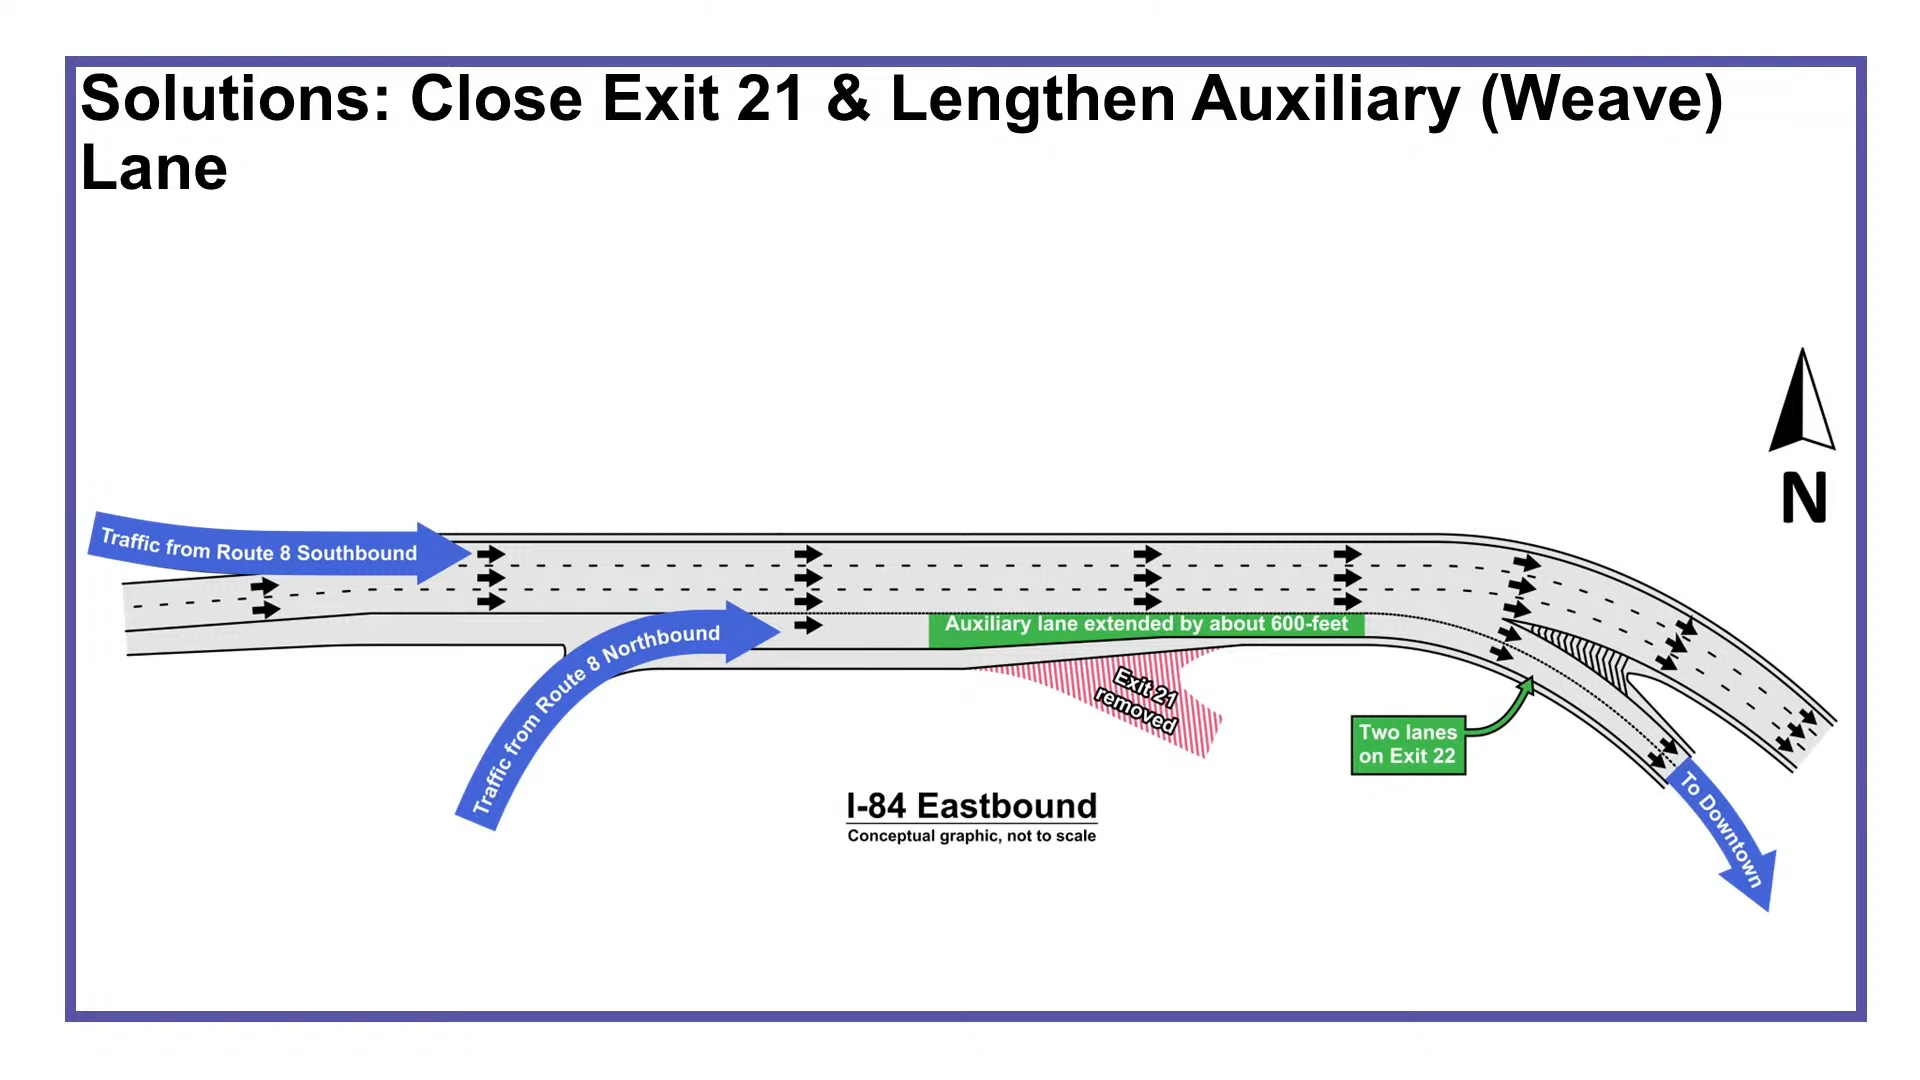 Solutions: Close Exit 21 & Lengthen Auxiliary (Weave)
Lane
N
Traffic from Route 8 Southbound
Traffic from Route 8 Northbound
Auxiliary lane extended by about 600-feet
Exit 21
removed
Two lanes
on Exit 22
To Downtown
I-84 Eastbound
Conceptual graphic, not to scale